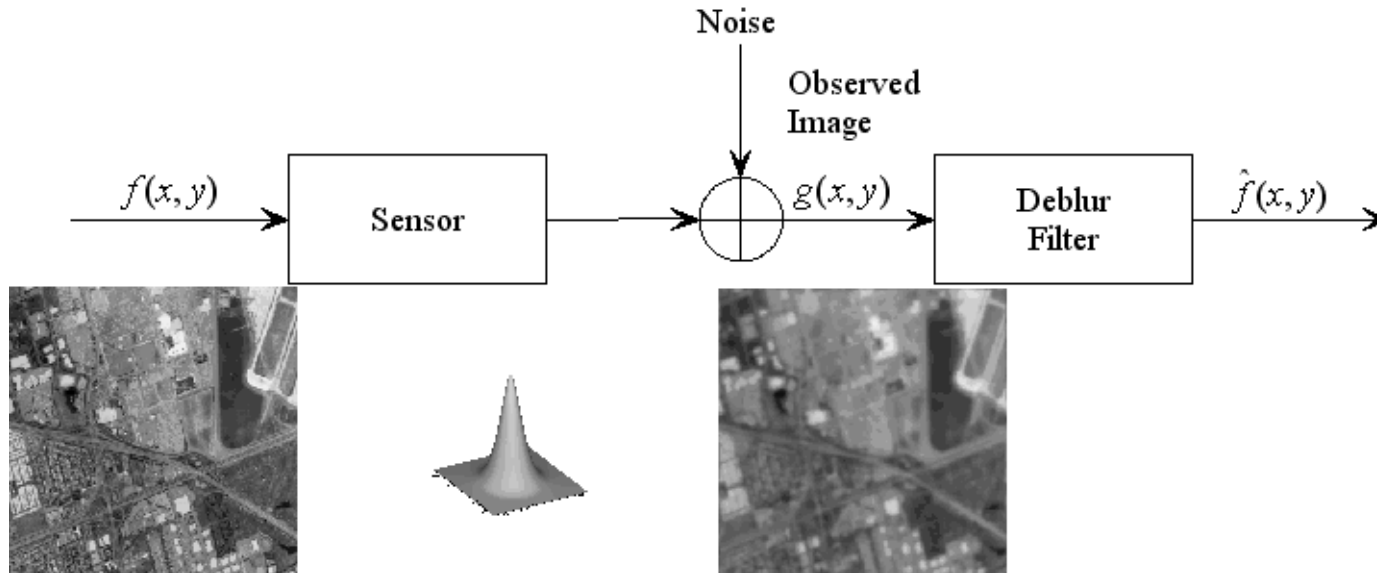 Noise
Observed
Image
f(x, y)
Sensor
g(x, y)
Deblur
Filter
f̂(x, y)